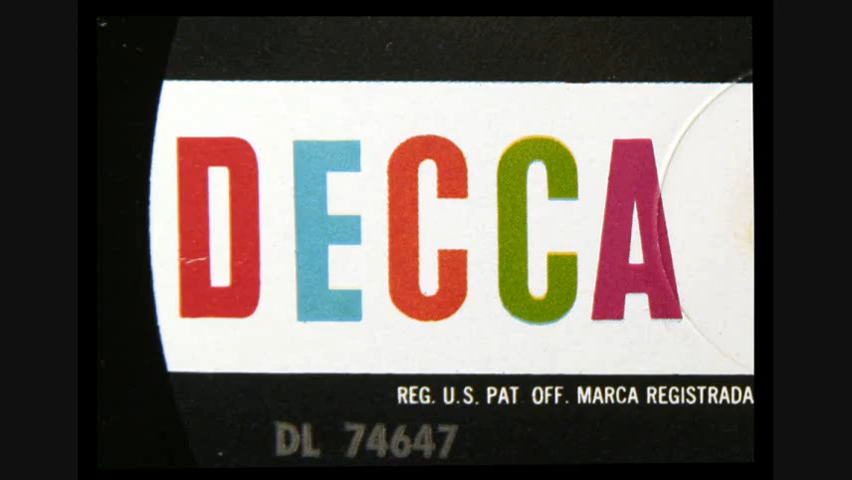 DECCA
REG. U.S. PAT. OFF. MARCA REGISTRADA
DL 74647